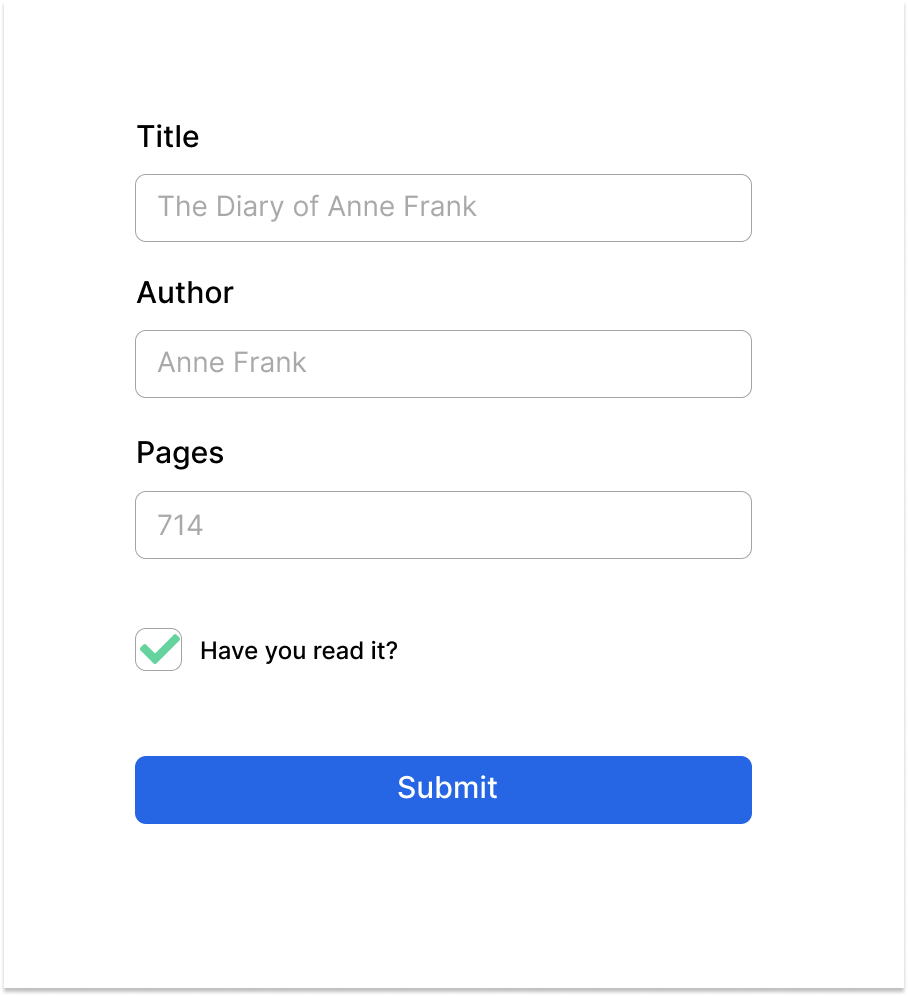 Title
The Diary of Anne Frank
Author
Anne Frank
Pages
714
Have you read it?
Submit